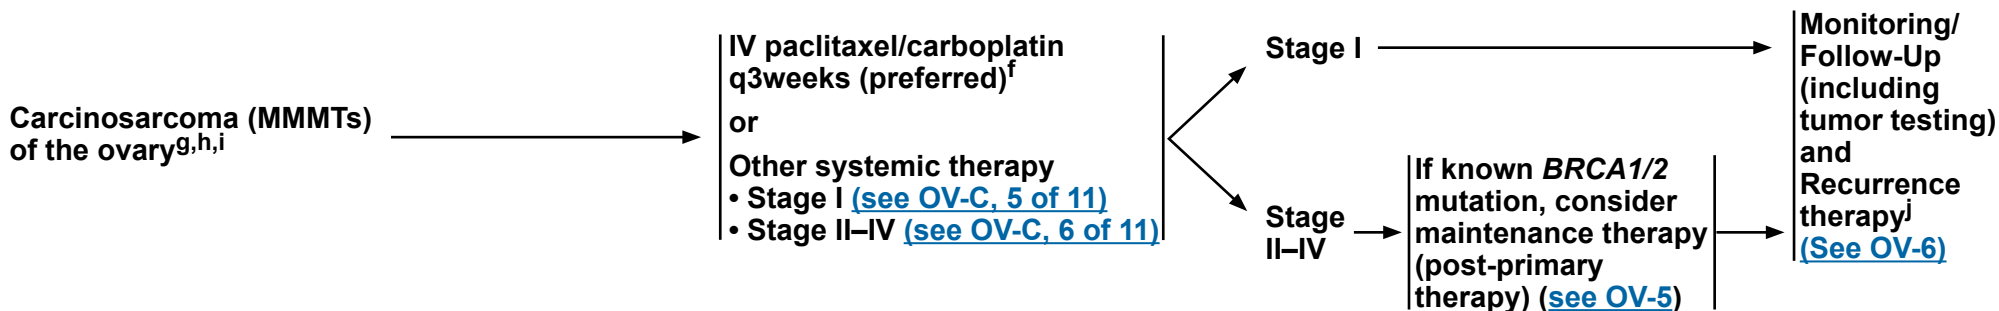 Carcinosarcoma (MMMTs)
of the ovaryg,h,i
IV paclitaxel/carboplatin
q3weeks (preferred)f
or
Other systemic therapy
• Stage I (see OV-C, 5 of 11)
• Stage II–IV (see OV-C, 6 of 11)
Stage I
Stage
II–IV
If known BRCA1/2
mutation, consider
maintenance therapy
(post-primary
therapy) (see OV-5)
Monitoring/
Follow-Up
(including
tumor testing)
and
Recurrence
therapyj
(See OV-6)